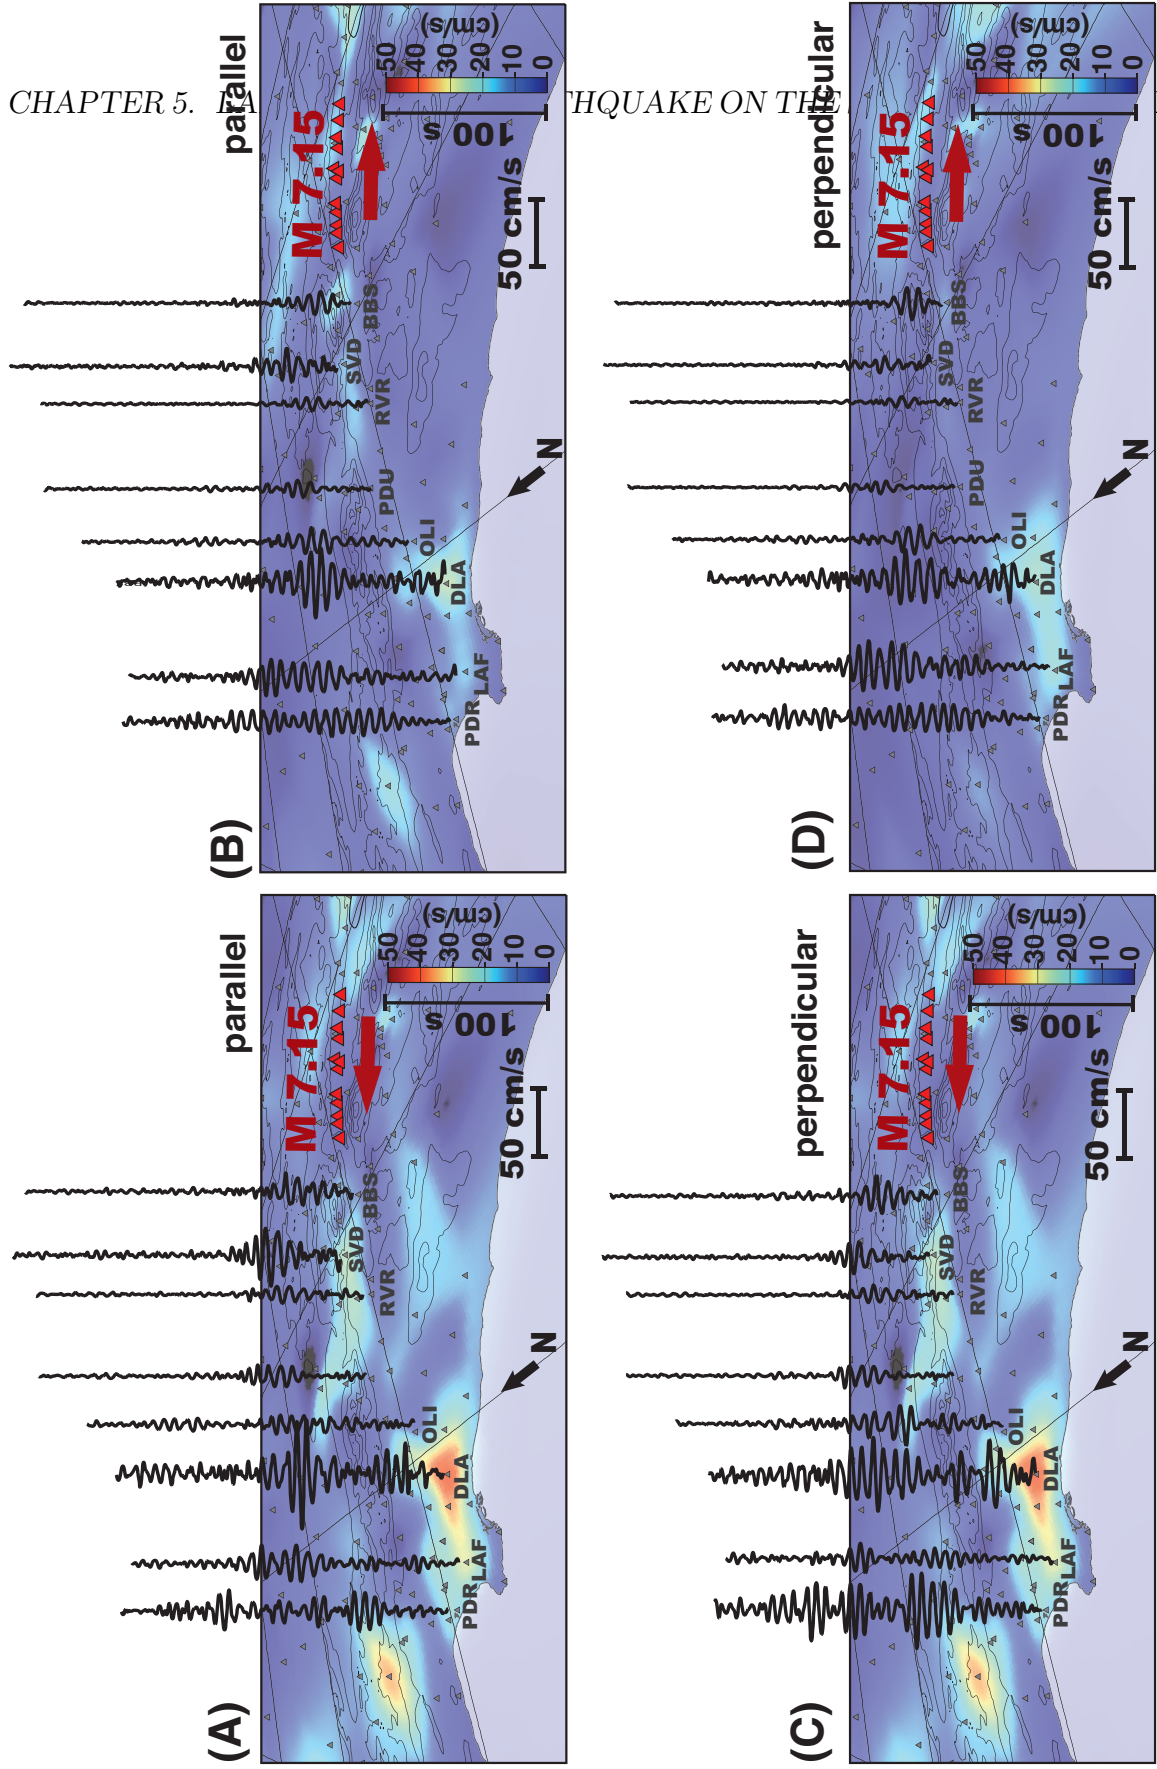 CHAPTER 5. LA THQUAKE ON THE
(A)
parallel
M 7.15
50
40
30
20
10
0
(cm/s)
100 s
50 cm/s
BBS
SVD
RVR
OLI
DLA
LAF
PDR
N
(B)
parallel
M 7.15
50
40
30
20
10
0
(cm/s)
100 s
50 cm/s
BBS
SVD
RVR
PDU
OLI
DLA
LAF
PDR
N
(C)
perpendicular
M 7.15
50
40
30
20
10
0
(cm/s)
100 s
50 cm/s
BBS
SVD
RVR
OLI
DLA
LAF
PDR
N
(D)
perpendicular
M 7.15
50
40
30
20
10
0
(cm/s)
100 s
50 cm/s
BBS
SVD
RVR
PDU
OLI
DLA
LAF
PDR
N